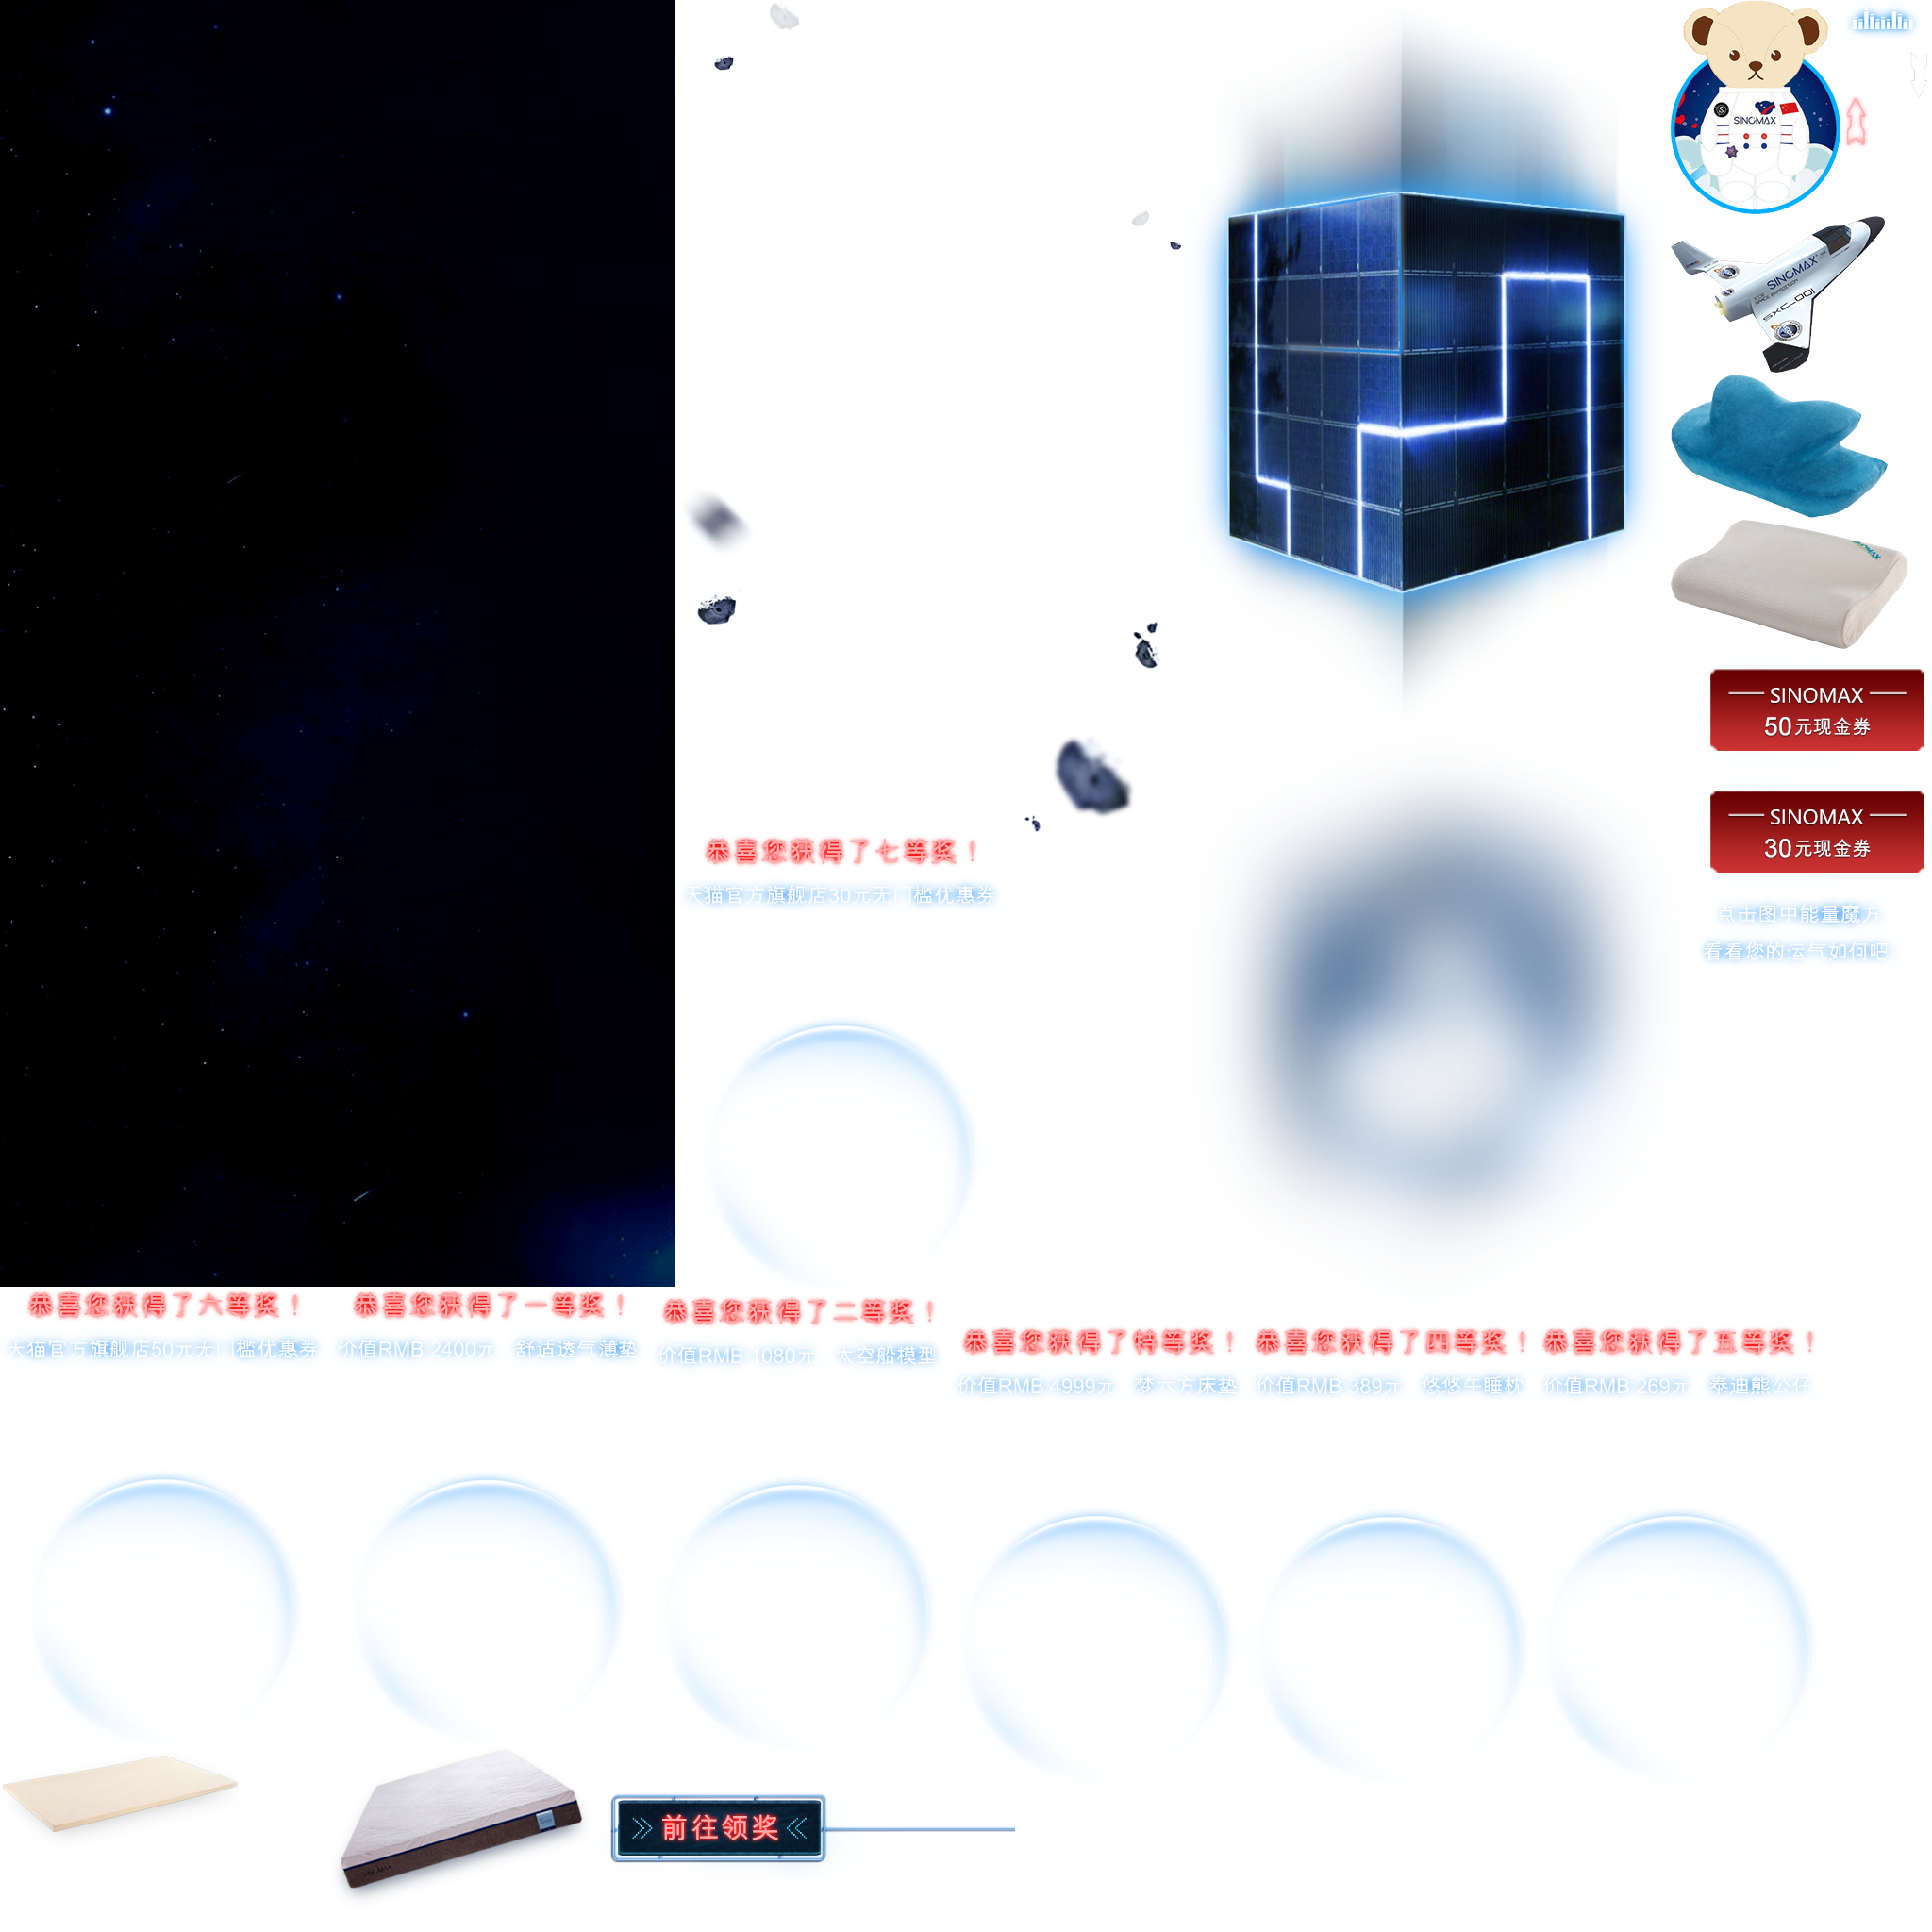 SINOMAX
SINOMAX
SPACE EXPEDITION
SXC_001
SINOMAX
SINOMAX
50元现金券
SINOMAX
30元现金券
恭喜您获得了七等奖！
天猫官方旗舰店30元无门槛优惠券
点击图中能量魔方
看看您的运气如何吧
恭喜您获得了六等奖！
天猫官方旗舰店50元无门槛优惠券
恭喜您获得了一等奖！
价值RMB 2400元 舒适透气薄垫
恭喜您获得了二等奖！
价值RMB 1080元 太空船模型
恭喜您获得了特等奖！
价值RMB 4999元 梦六方床垫
恭喜您获得了四等奖！
价值RMB 389元 悠悠午睡枕
恭喜您获得了五等奖！
价值RMB 269元 泰迪熊公仔
SINOMAX
前往领奖